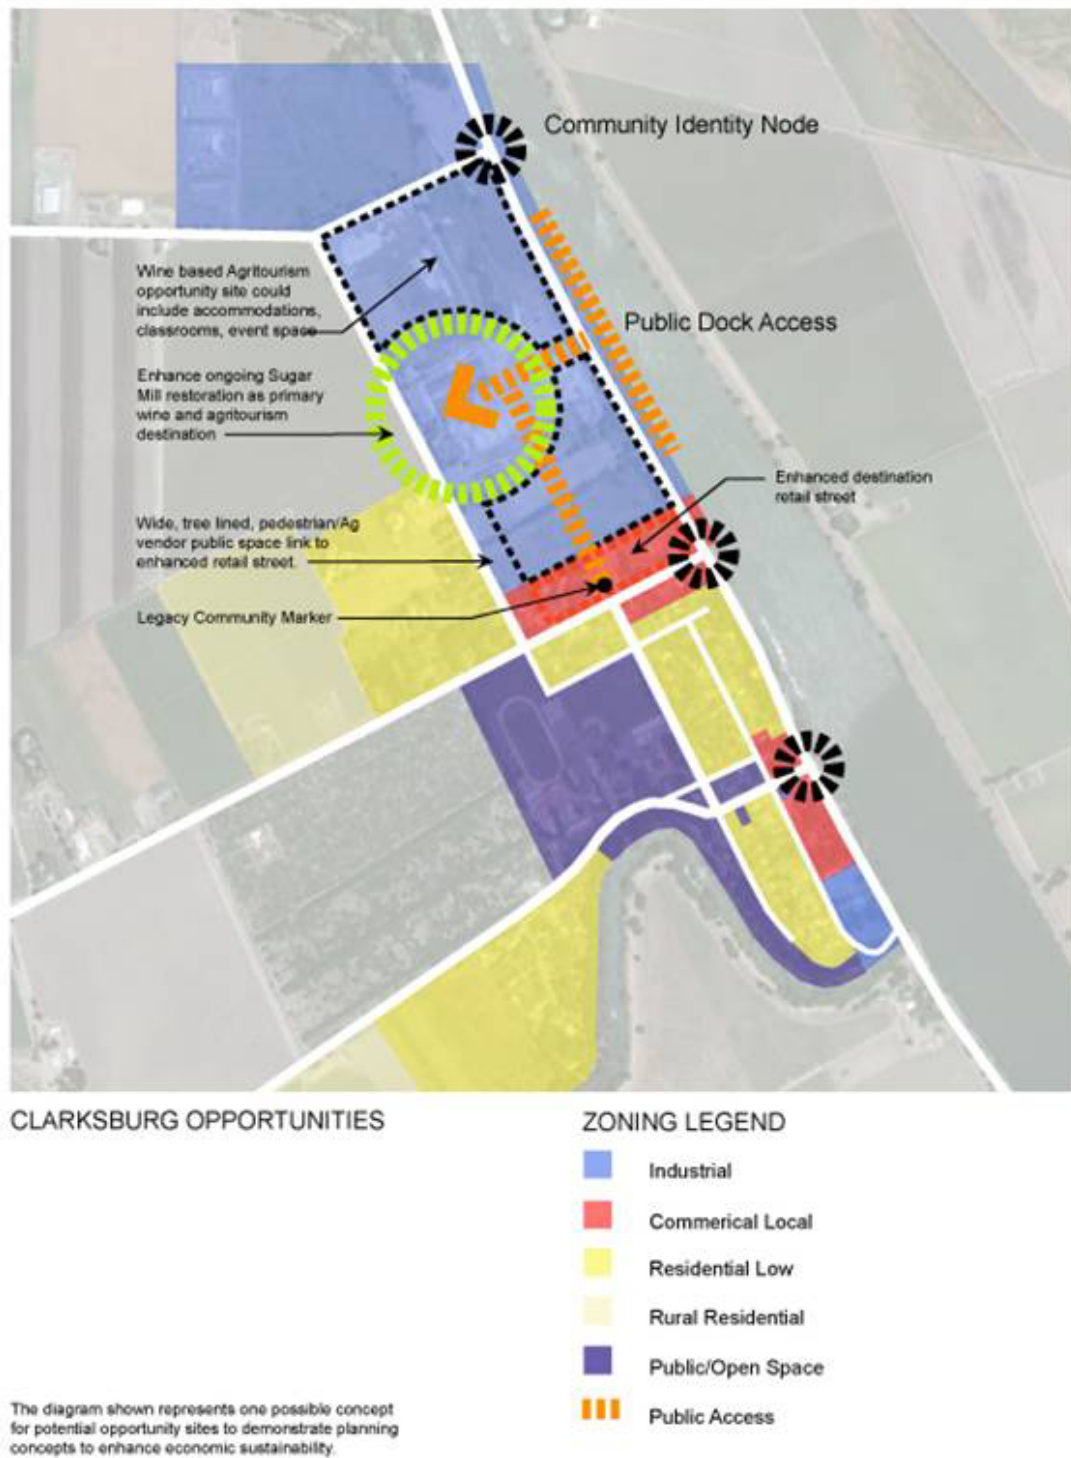 Community Identity Node
Wine based Agritourism
opportunity site could
include accommodations,
classrooms, event space
Public Dock Access
Enhance ongoing Sugar
Mill restoration as primary
wine and agritourism
destination
Enhanced destination
retail street
Wide, tree lined, pedestrian/Ag
vendor public space link to
enhanced retail street.
Legacy Community Marker
CLARKSBURG OPPORTUNITIES
ZONING LEGEND
Industrial
Commerical Local
Residential Low
Rural Residential
Public/Open Space
Public Access
The diagram shown represents one possible concept
for potential opportunity sites to demonstrate planning
concepts to enhance economic sustainability.